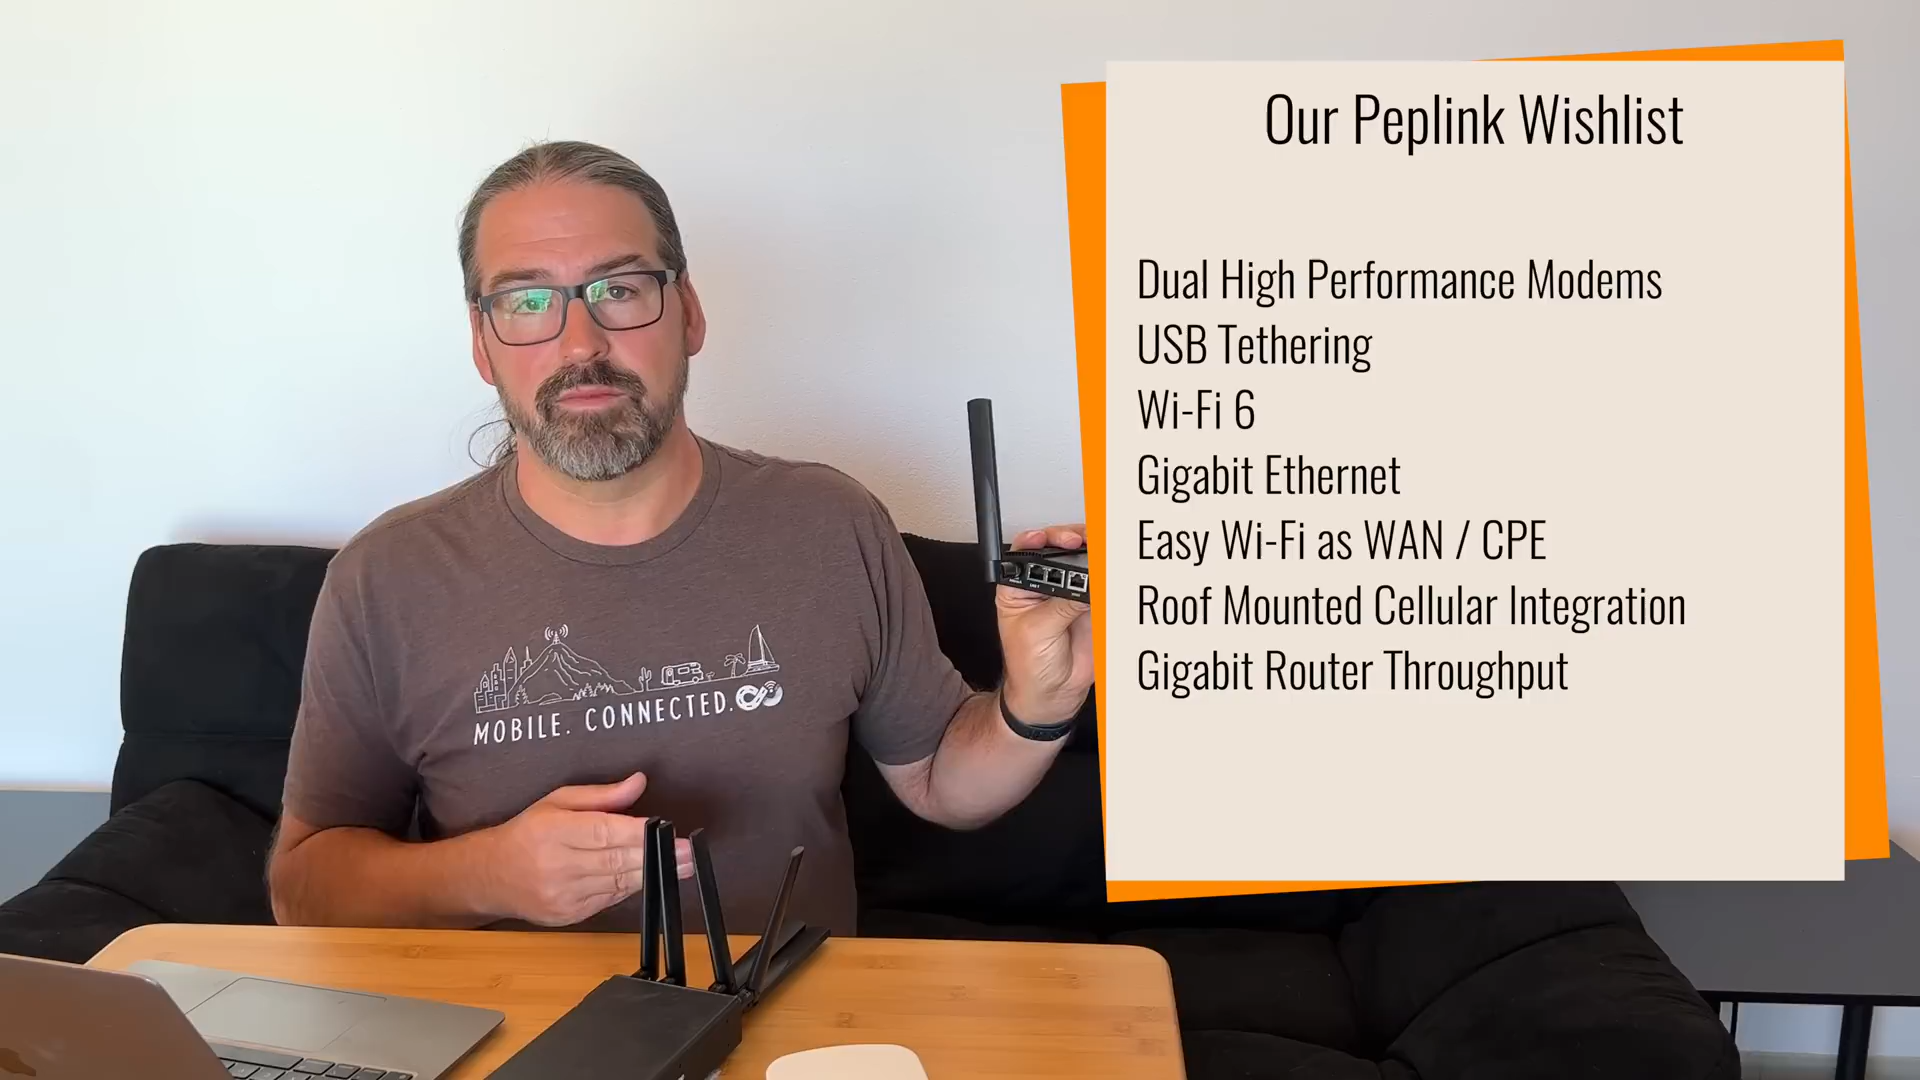 Our Peplink Wishlist
Dual High Performance Modems
USB Tethering
Wi-Fi 6
Gigabit Ethernet
Easy Wi-Fi as WAN / CPE
Roof Mounted Cellular Integration
Gigabit Router Throughput
MOBILE. CONNECTED.